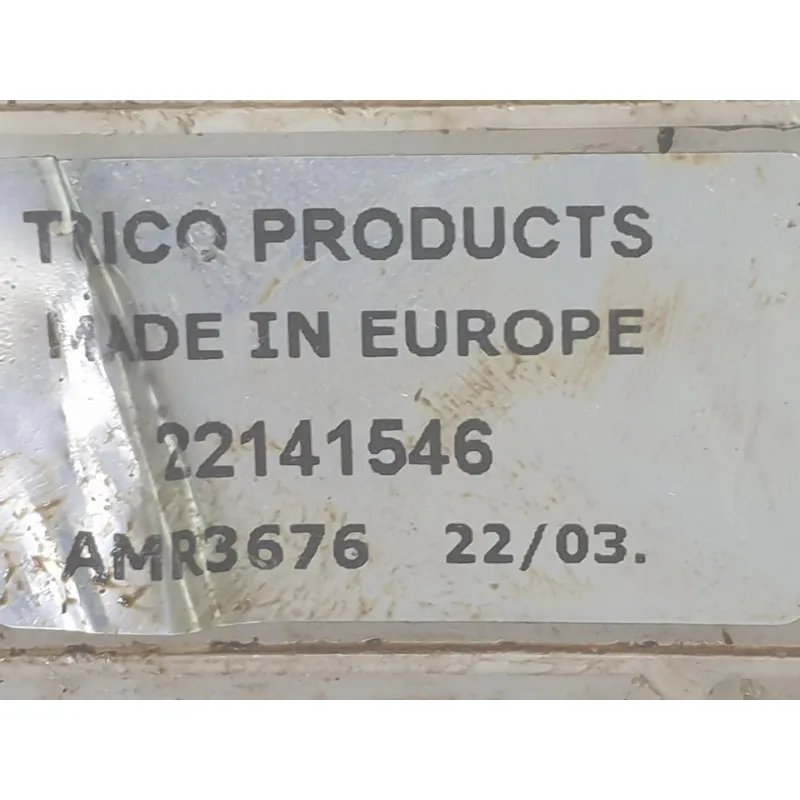 TRICO PRODUCTS
MADE IN EUROPE
22141546
AMR3676 22/03.